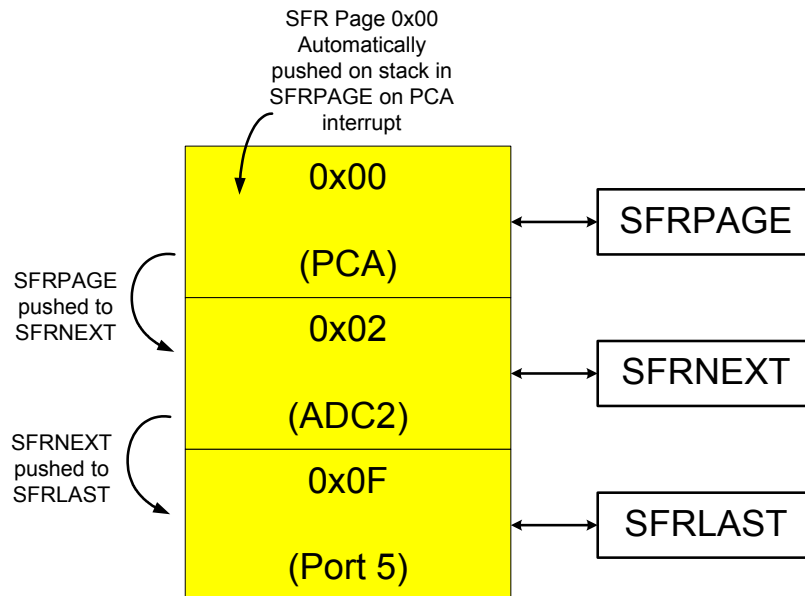 SFR Page 0x00
Automatically
pushed on stack in
SFRPAGE on PCA
interrupt
0x00
(PCA)
SFRPAGE
SFRPAGE
pushed to
SFRNEXT
0x02
(ADC2)
SFRNEXT
SFRNEXT
pushed to
SFRLAST
0x0F
(Port 5)
SFRLAST